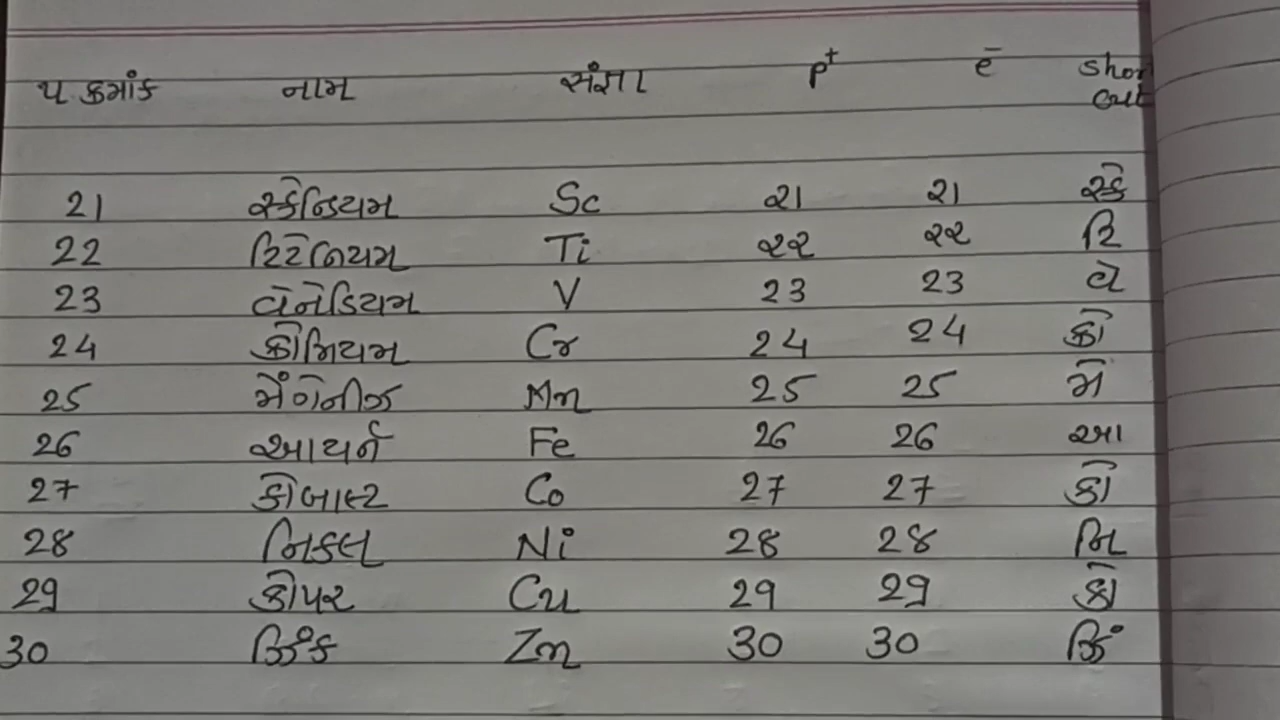 પ ક્રમાંક નામ સંજ્ઞા p⁺ e⁻ Short cut
21 સ્કેન્ડિયમ Sc 21 21 સ્કે
22 ટિટેનિયમ Ti ૨૨ ૨૨ ટિ
23 વેનેડિયમ V 23 23 વે
24 ક્રોમિયમ Cr 24 24 ક્રો
25 મેંગેનીઝ Mn 25 25 મે
26 આયર્ન Fe 26 26 આ
27 કોબાલ્ટ Co 27 27 કો
28 નિકલ Ni 28 28 નિ
29 કોપર Cu 29 29 કો
30 ઝિંક Zn 30 30 ઝિં